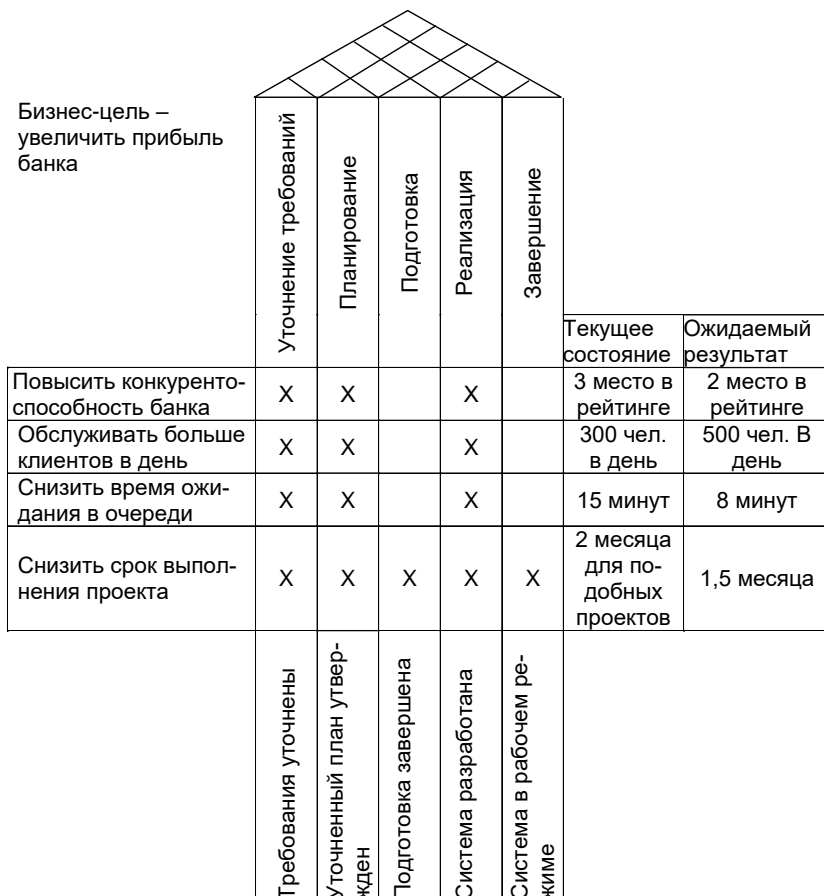 Бизнес-цель –
увеличить прибыль
банка
Уточнение требований
Планирование
Подготовка
Реализация
Завершение
Текущее
состояние
Ожидаемый
результат
Повысить конкуренто-
способность банка
X
X
X
3 место в
рейтинге
2 место в
рейтинге
Обслуживать больше
клиентов в день
X
X
X
300 чел.
в день
500 чел. В
день
Снизить время ожи-
дания в очереди
X
X
X
15 минут
8 минут
Снизить срок выпол-
нения проекта
X
X
X
X
X
2 месяца
для по-
добных
проектов
1,5 месяца
Требования уточнены
Уточненный план утвер-
жден
Подготовка завершена
Система разработана
Система в рабочем ре-
жиме